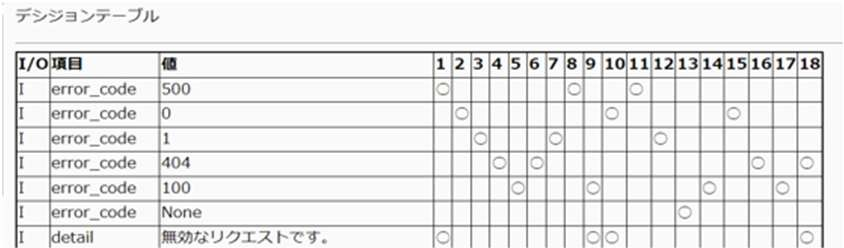 デシジョンテーブル
I/O 項目 値 1 2 3 4 5 6 7 8 9 10 11 12 13 14 15 16 17 18
I error_code 500 ○ ○ ○
I error_code 0 ○ ○ ○
I error_code 1 ○ ○ ○
I error_code 404 ○ ○ ○ ○
I error_code 100 ○ ○ ○ ○
I error_code None ○
I detail 無効なリクエストです。 ○ ○ ○ ○